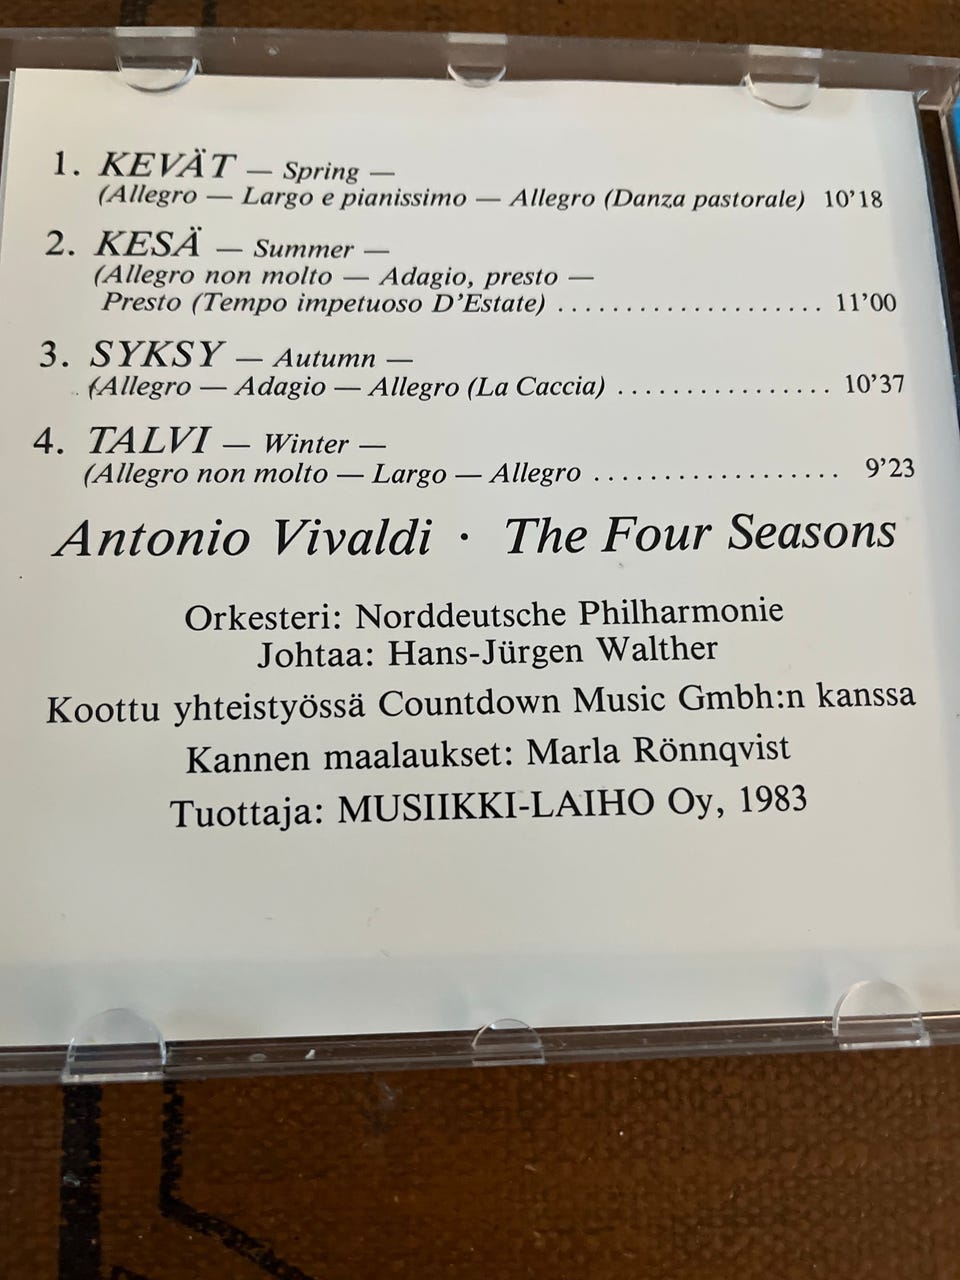 1. KEVÄT — Spring —
(Allegro — Largo e pianissimo — Allegro (Danza pastorale) 10'18
2. KESÄ — Summer —
(Allegro non molto — Adagio, presto —
Presto (Tempo impetuoso D'Estate) .................... 11'00
3. SYKSY — Autumn —
(Allegro — Adagio — Allegro (La Caccia) ................ 10'37
4. TALVI — Winter —
(Allegro non molto — Largo — Allegro .................. 9'23
Antonio Vivaldi · The Four Seasons
Orkesteri: Norddeutsche Philharmonie
Johtaa: Hans-Jürgen Walther
Koottu yhteistyössä Countdown Music Gmbh:n kanssa
Kannen maalaukset: Marla Rönnqvist
Tuottaja: MUSIIKKI-LAIHO Oy, 1983